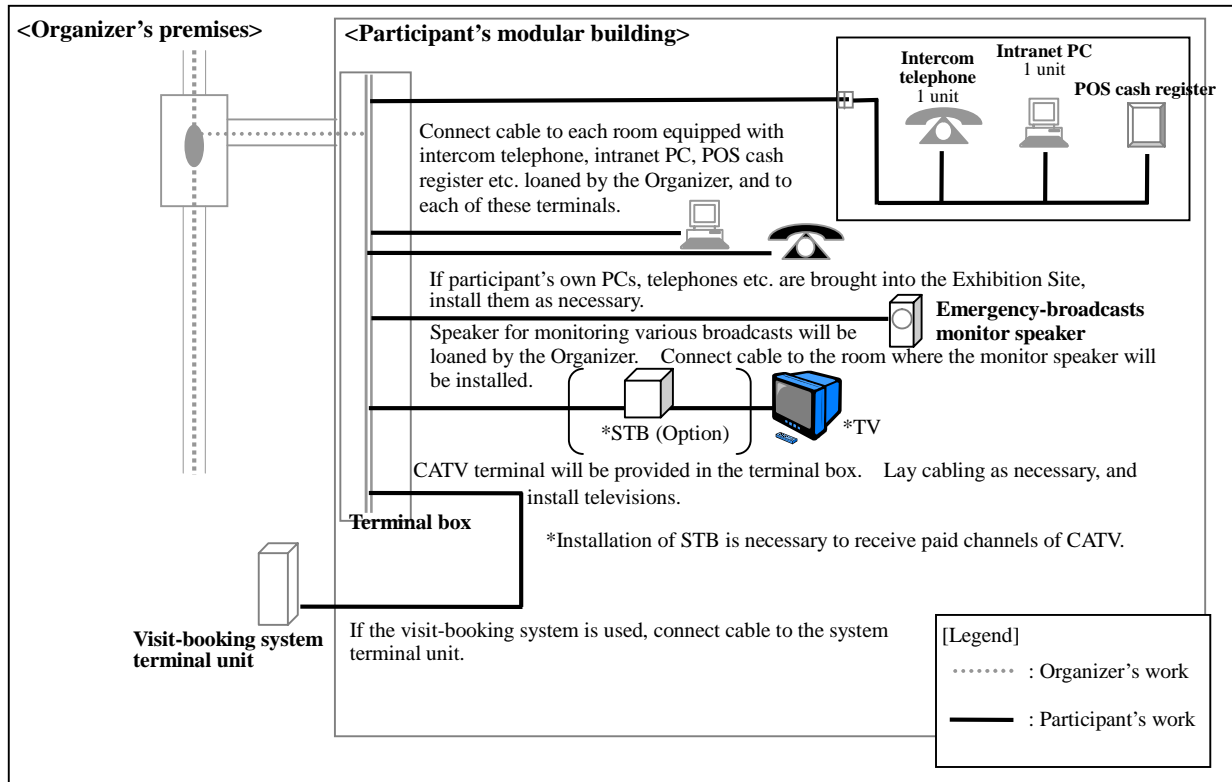 <Organizer’s premises>
<Participant’s modular building>
Intercom
telephone
1 unit
Intranet PC
1 unit
POS cash register
Connect cable to each room equipped with
intercom telephone, intranet PC, POS cash
register etc. loaned by the Organizer, and to
each of these terminals.
If participant’s own PCs, telephones etc. are brought into the Exhibition Site,
install them as necessary.
Emergency-broadcasts
monitor speaker
Speaker for monitoring various broadcasts will be
loaned by the Organizer. Connect cable to the room where the monitor speaker will
be installed.
*STB (Option)
*TV
CATV terminal will be provided in the terminal box. Lay cabling as necessary, and
install televisions.
Terminal box
*Installation of STB is necessary to receive paid channels of CATV.
Visit-booking system
terminal unit
If the visit-booking system is used, connect cable to the system
terminal unit.
[Legend]
: Organizer’s work
: Participant’s work